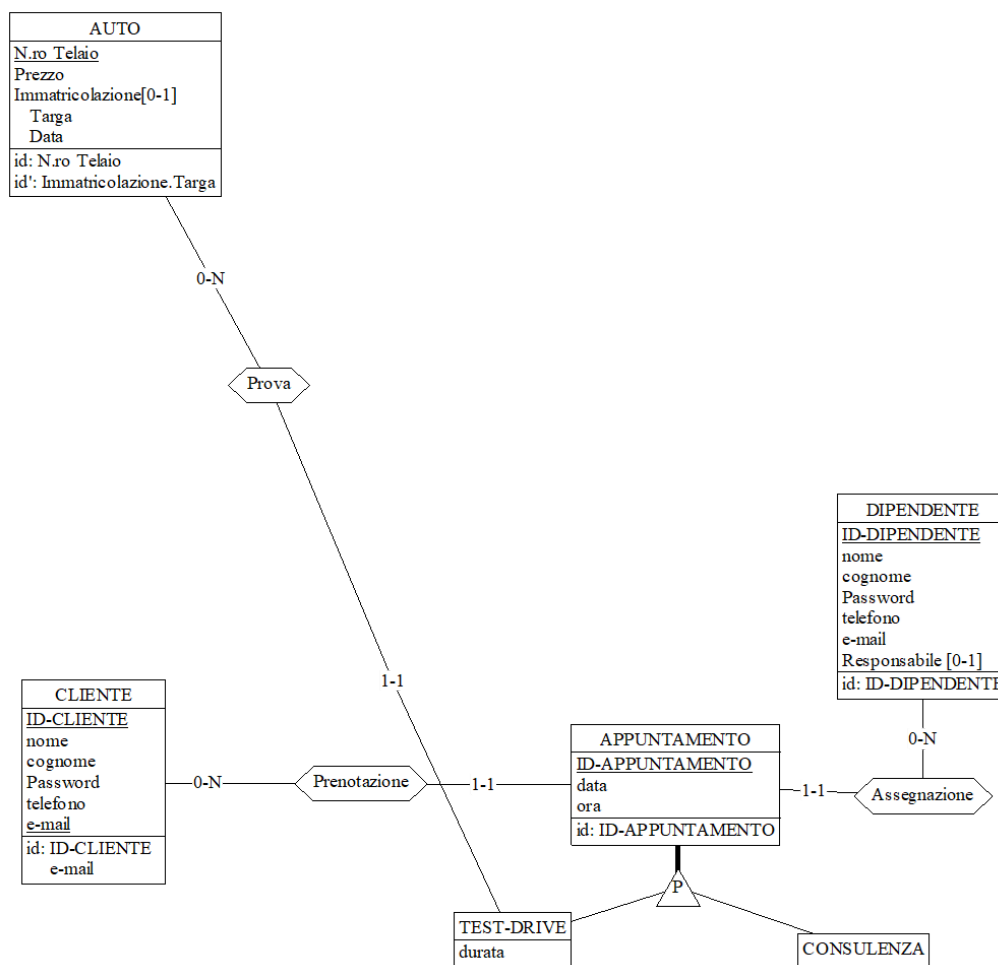 AUTO
N.ro Telaio
Prezzo
Immatricolazione[0-1]
Targa
Data
id: N.ro Telaio
id': Immatricolazione.Targa
0-N
Prova
1-1
DIPENDENTE
ID-DIPENDENTE
nome
cognome
Password
telefono
e-mail
Responsabile [0-1]
id: ID-DIPENDENTE
0-N
Assegnazione
1-1
CLIENTE
ID-CLIENTE
nome
cognome
Password
telefono
e-mail
id: ID-CLIENTE
e-mail
0-N
Prenotazione
1-1
APPUNTAMENTO
ID-APPUNTAMENTO
data
ora
id: ID-APPUNTAMENTO
P
TEST-DRIVE
durata
CONSULENZA